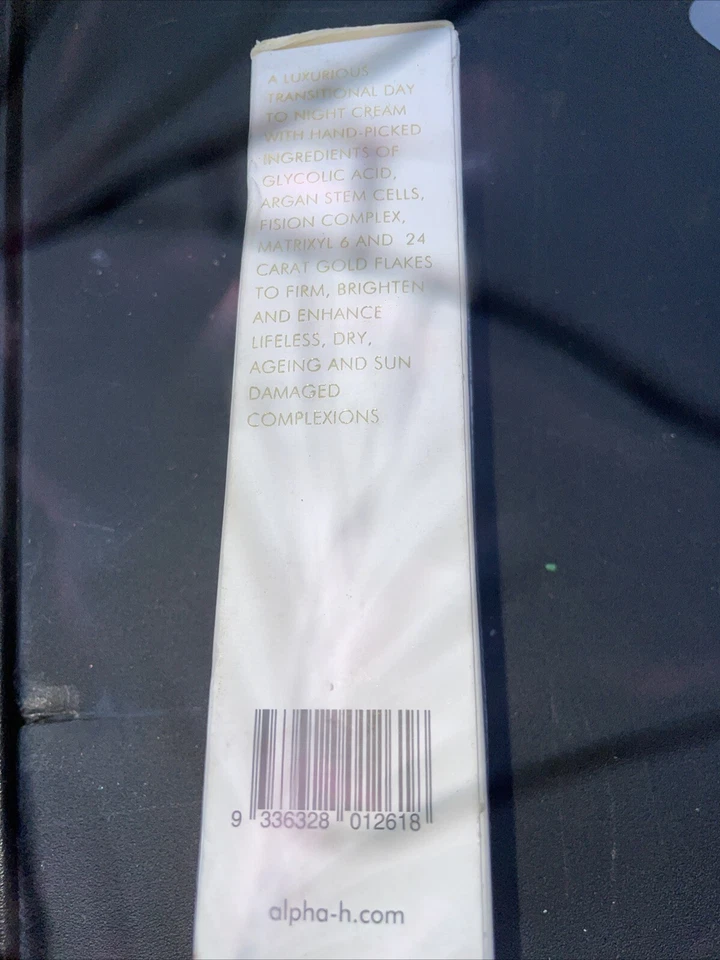 A LUXURIOUS
TRANSITIONAL DAY
TO NIGHT CREAM
WITH HAND-PICKED
INGREDIENTS OF
GLYCOLIC ACID,
ARGAN STEM CELLS,
FISION COMPLEX,
MATRIXYL 6 AND 24
CARAT GOLD FLAKES
TO FIRM, BRIGHTEN
AND ENHANCE
LIFELESS, DRY,
AGEING AND SUN
DAMAGED
COMPLEXIONS
9 336328 012618
alpha-h.com